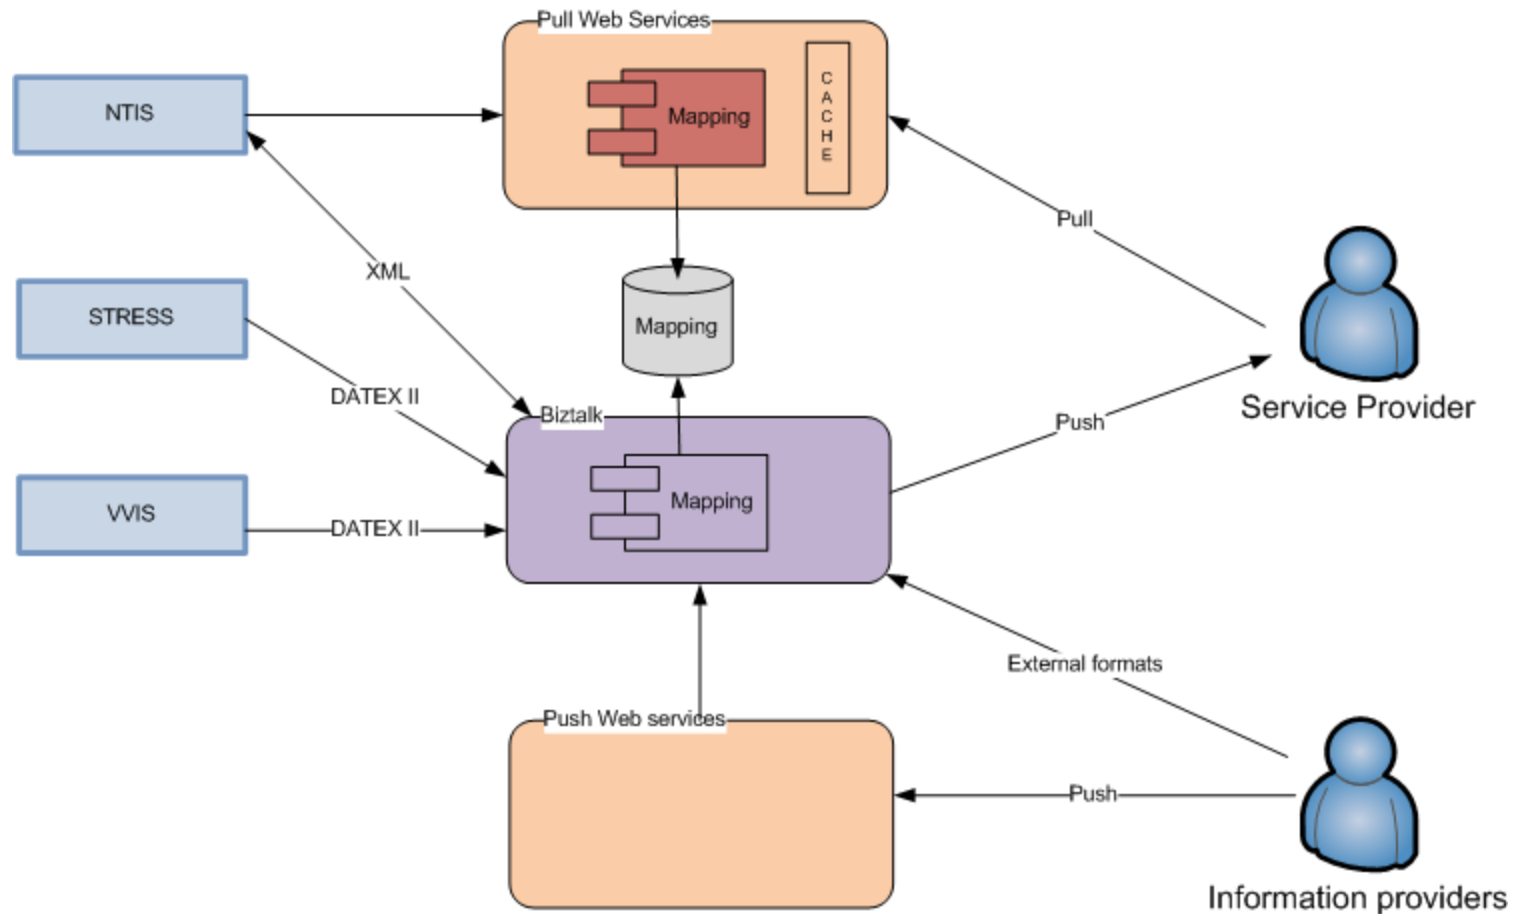 Pull Web Services
NTIS
Mapping
C
A
C
H
E
Pull
XML
STRESS
Mapping
DATEX II
Service Provider
Biztalk
Push
Mapping
VVIS
DATEX II
External formats
Push Web services
Push
Information providers